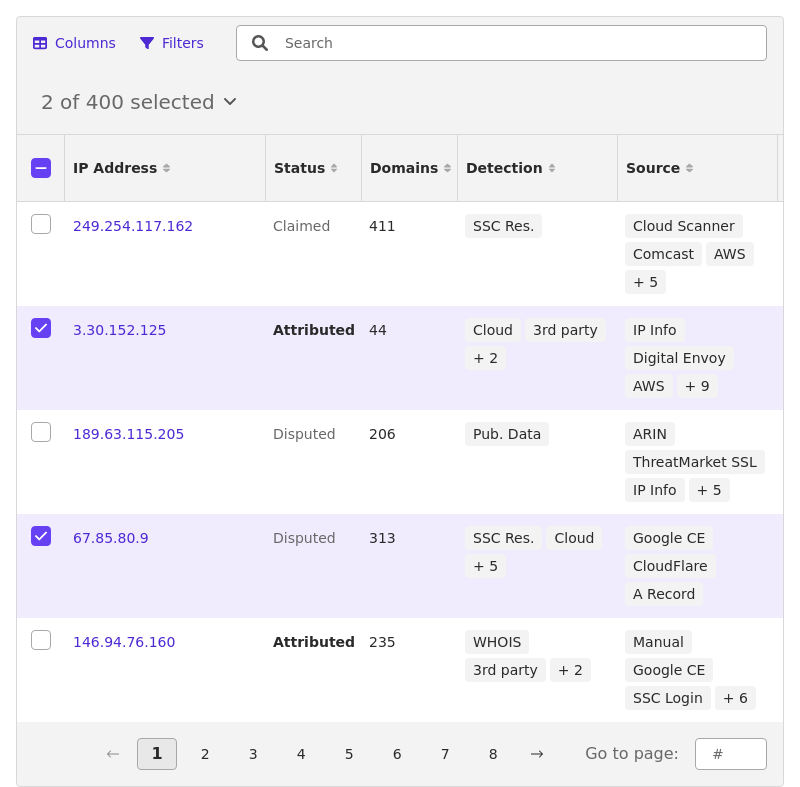 Columns Filters Search
2 of 400 selected
IP Address Status Domains Detection Source
249.254.117.162 Claimed 411 SSC Res. Cloud Scanner
Comcast AWS
+ 5
3.30.152.125 Attributed 44 Cloud 3rd party IP Info
+ 2 Digital Envoy
AWS + 9
189.63.115.205 Disputed 206 Pub. Data ARIN
ThreatMarket SSL
IP Info + 5
67.85.80.9 Disputed 313 SSC Res. Cloud Google CE
+ 5 CloudFlare
A Record
146.94.76.160 Attributed 235 WHOIS Manual
3rd party + 2 Google CE
SSC Login + 6
← 1 2 3 4 5 6 7 8 → Go to page: #